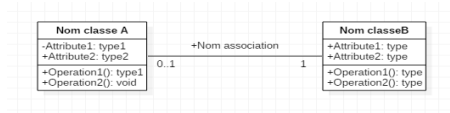 Nom classe A
-Attribute1: type1
+Attribute2: type2
+Operation1(): type1
+Operation2(): void
+Nom association
0..1
1
Nom classeB
+Attribute1: type
+Attribute2: type
+Operation1(): type
+Operation2(): type